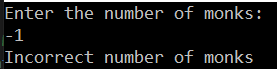 Enter the number of monks:
-1
Incorrect number of monks